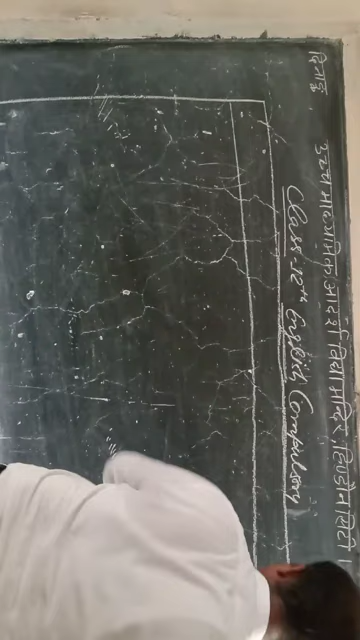 उच्च माध्यमिक आदर्श विद्या मन्दिर, हिण्डौन सिटी ।
Class - 12th English Compulsory